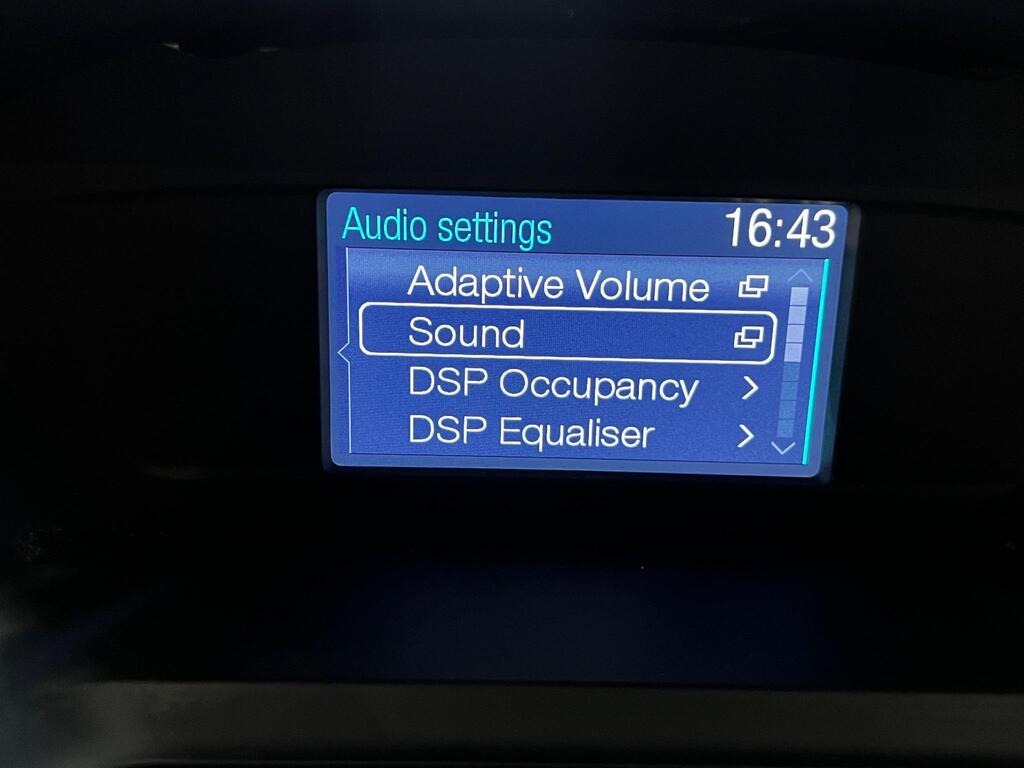 Audio settings 16:43
Adaptive Volume
Sound
DSP Occupancy
DSP Equaliser